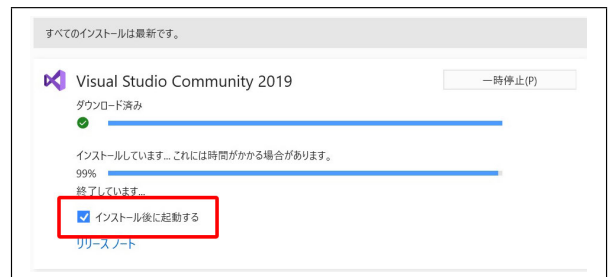 すべてのインストールは最新です。
Visual Studio Community 2019
一時停止(P)
ダウンロード済み
インストールしています... これには時間がかかる場合があります。
99%
終了しています...
インストール後に起動する
リリース ノート